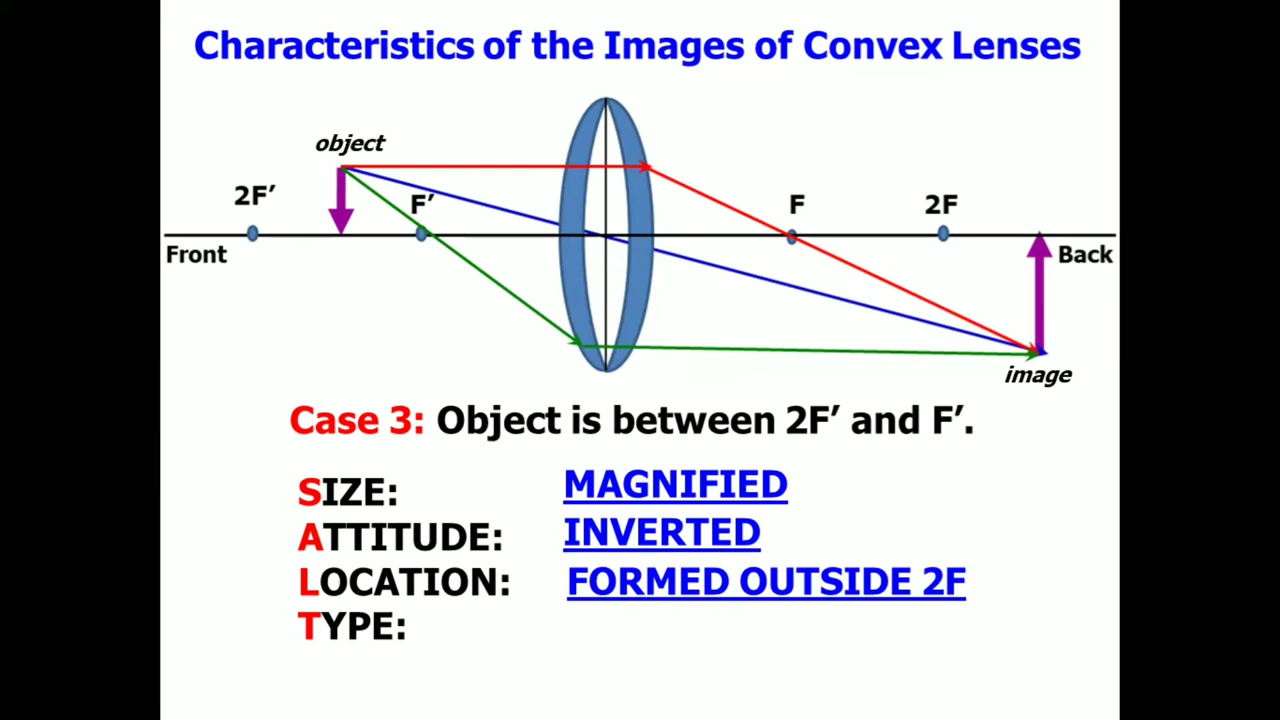 Characteristics of the Images of Convex Lenses
object
2F’
F’
F
2F
Front
Back
image
Case 3: Object is between 2F’ and F’.
SIZE: MAGNIFIED
ATTITUDE: INVERTED
LOCATION: FORMED OUTSIDE 2F
TYPE: